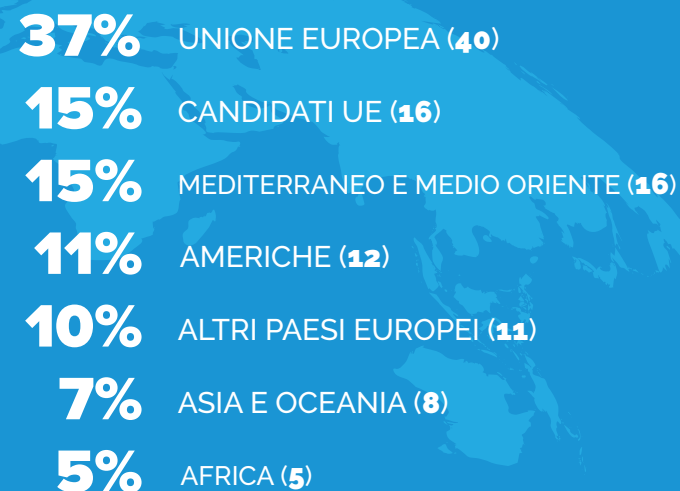 37% UNIONE EUROPEA (40)
15% CANDIDATI UE (16)
15% MEDITERRANEO E MEDIO ORIENTE (16)
11% AMERICHE (12)
10% ALTRI PAESI EUROPEI (11)
7% ASIA E OCEANIA (8)
5% AFRICA (5)